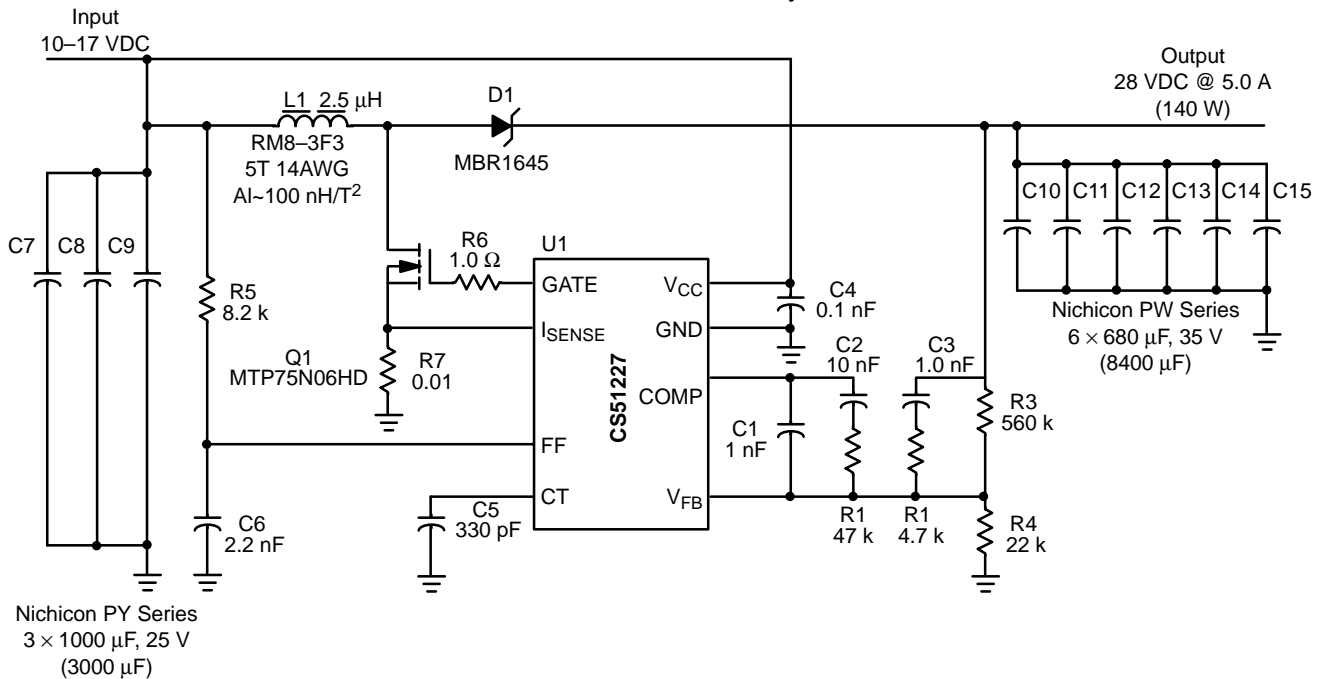 Input
10–17 VDC
Output
28 VDC @ 5.0 A
(140 W)
L1 2.5 μH
RM8–3F3
5T 14AWG
Al~100 nH/T²
D1
MBR1645
C7
C8
C9
C10
C11
C12
C13
C14
C15
Nichicon PW Series
6 × 680 μF, 35 V
(8400 μF)
R5
8.2 k
R6
1.0 Ω
U1
GATE
ISENSE
FF
CT
CS51227
VCC
GND
COMP
VFB
Q1
MTP75N06HD
R7
0.01
C4
0.1 nF
C2
10 nF
C3
1.0 nF
C1
1 nF
R3
560 k
R1
47 k
R1
4.7 k
R4
22 k
C5
330 pF
C6
2.2 nF
Nichicon PY Series
3 × 1000 μF, 25 V
(3000 μF)